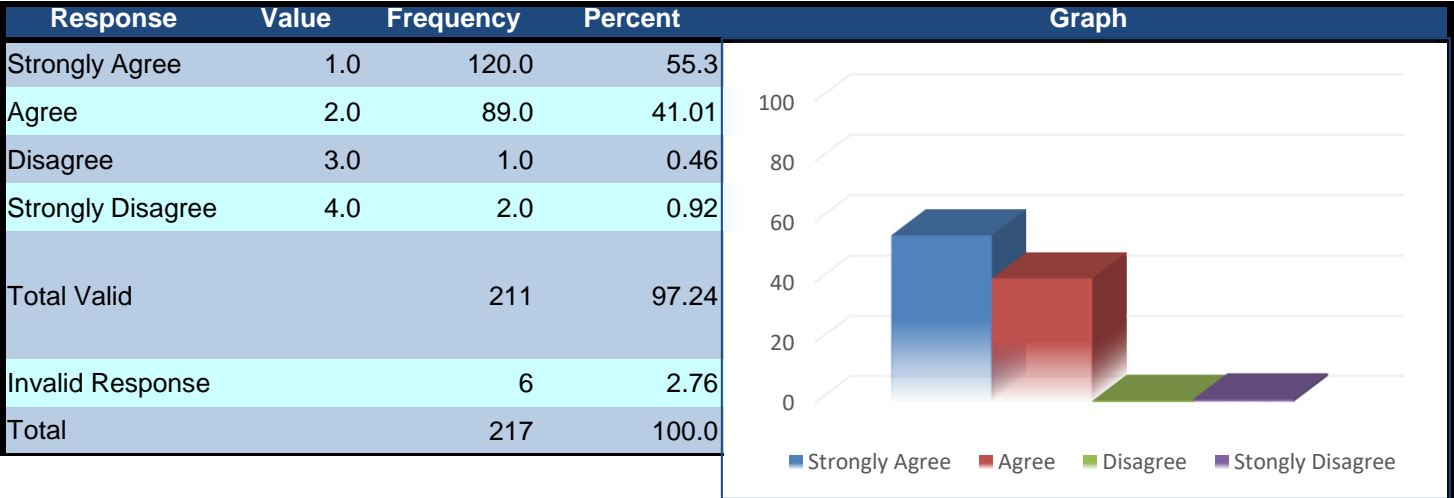 Response Value Frequency Percent Graph
Strongly Agree 1.0 120.0 55.3
Agree 2.0 89.0 41.01
Disagree 3.0 1.0 0.46
Strongly Disagree 4.0 2.0 0.92
Total Valid 211 97.24
Invalid Response 6 2.76
Total 217 100.0
100
80
60
40
20
0
Strongly Agree Agree Disagree Stongly Disagree